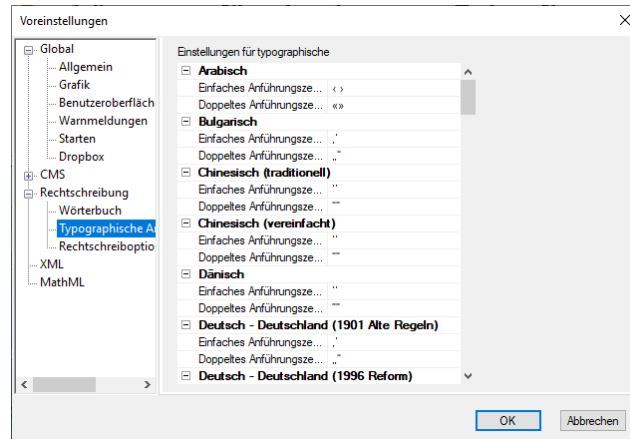 Voreinstellungen
Global
Allgemein
Grafik
Benutzeroberfläch
Warnmeldungen
Starten
Dropbox
CMS
Rechtschreibung
Wörterbuch
Typographische A
Rechtschreiboptio
XML
MathML
Einstellungen für typographische
Arabisch
Einfaches Anführungsze... ‹ ›
Doppeltes Anführungsze... «»
Bulgarisch
Einfaches Anführungsze... ‚'
Doppeltes Anführungsze... „"
Chinesisch (traditionell)
Einfaches Anführungsze... ''
Doppeltes Anführungsze... ""
Chinesisch (vereinfacht)
Einfaches Anführungsze... ''
Doppeltes Anführungsze... ""
Dänisch
Einfaches Anführungsze... ''
Doppeltes Anführungsze... ""
Deutsch - Deutschland (1901 Alte Regeln)
Einfaches Anführungsze... ‚'
Doppeltes Anführungsze... „"
Deutsch - Deutschland (1996 Reform)
OK
Abbrechen